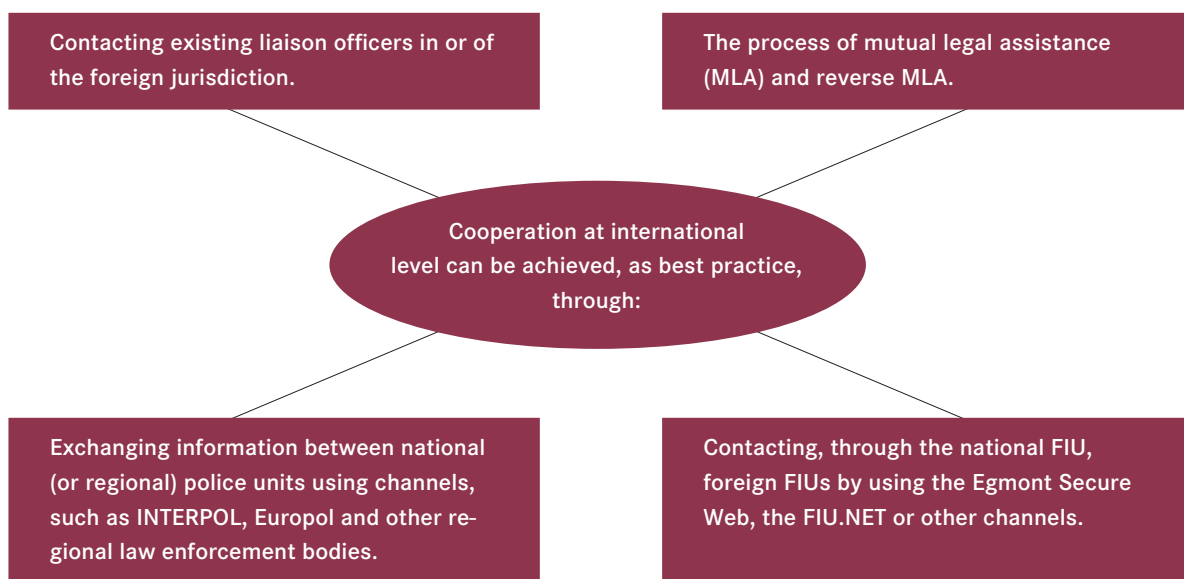 Contacting existing liaison officers in or of
the foreign jurisdiction.
The process of mutual legal assistance
(MLA) and reverse MLA.
Cooperation at international
level can be achieved, as best practice,
through:
Exchanging information between national
(or regional) police units using channels,
such as INTERPOL, Europol and other re-
gional law enforcement bodies.
Contacting, through the national FIU,
foreign FIUs by using the Egmont Secure
Web, the FIU.NET or other channels.